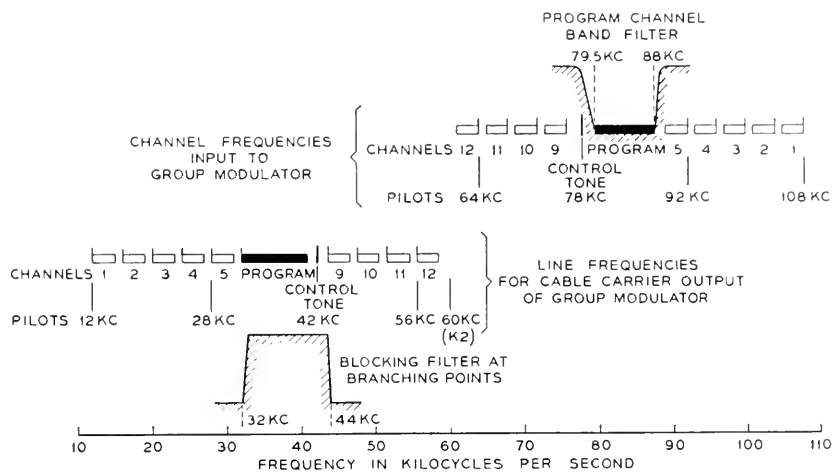 PROGRAM CHANNEL
BAND FILTER
79.5KC 88KC
CHANNEL FREQUENCIES
INPUT TO
GROUP MODULATOR
CHANNELS 12 11 10 9 PROGRAM 5 4 3 2 1
CONTROL
TONE
PILOTS 64KC 78KC 92KC 108KC
CHANNELS 1 2 3 4 5 PROGRAM 9 10 11 12
CONTROL
TONE
PILOTS 12KC 28KC 42KC 56KC 60KC
(K2)
LINE FREQUENCIES
FOR CABLE CARRIER OUTPUT
OF GROUP MODULATOR
BLOCKING FILTER AT
BRANCHING POINTS
32KC 44KC
10 20 30 40 50 60 70 80 90 100 110
FREQUENCY IN KILOCYCLES PER SECOND